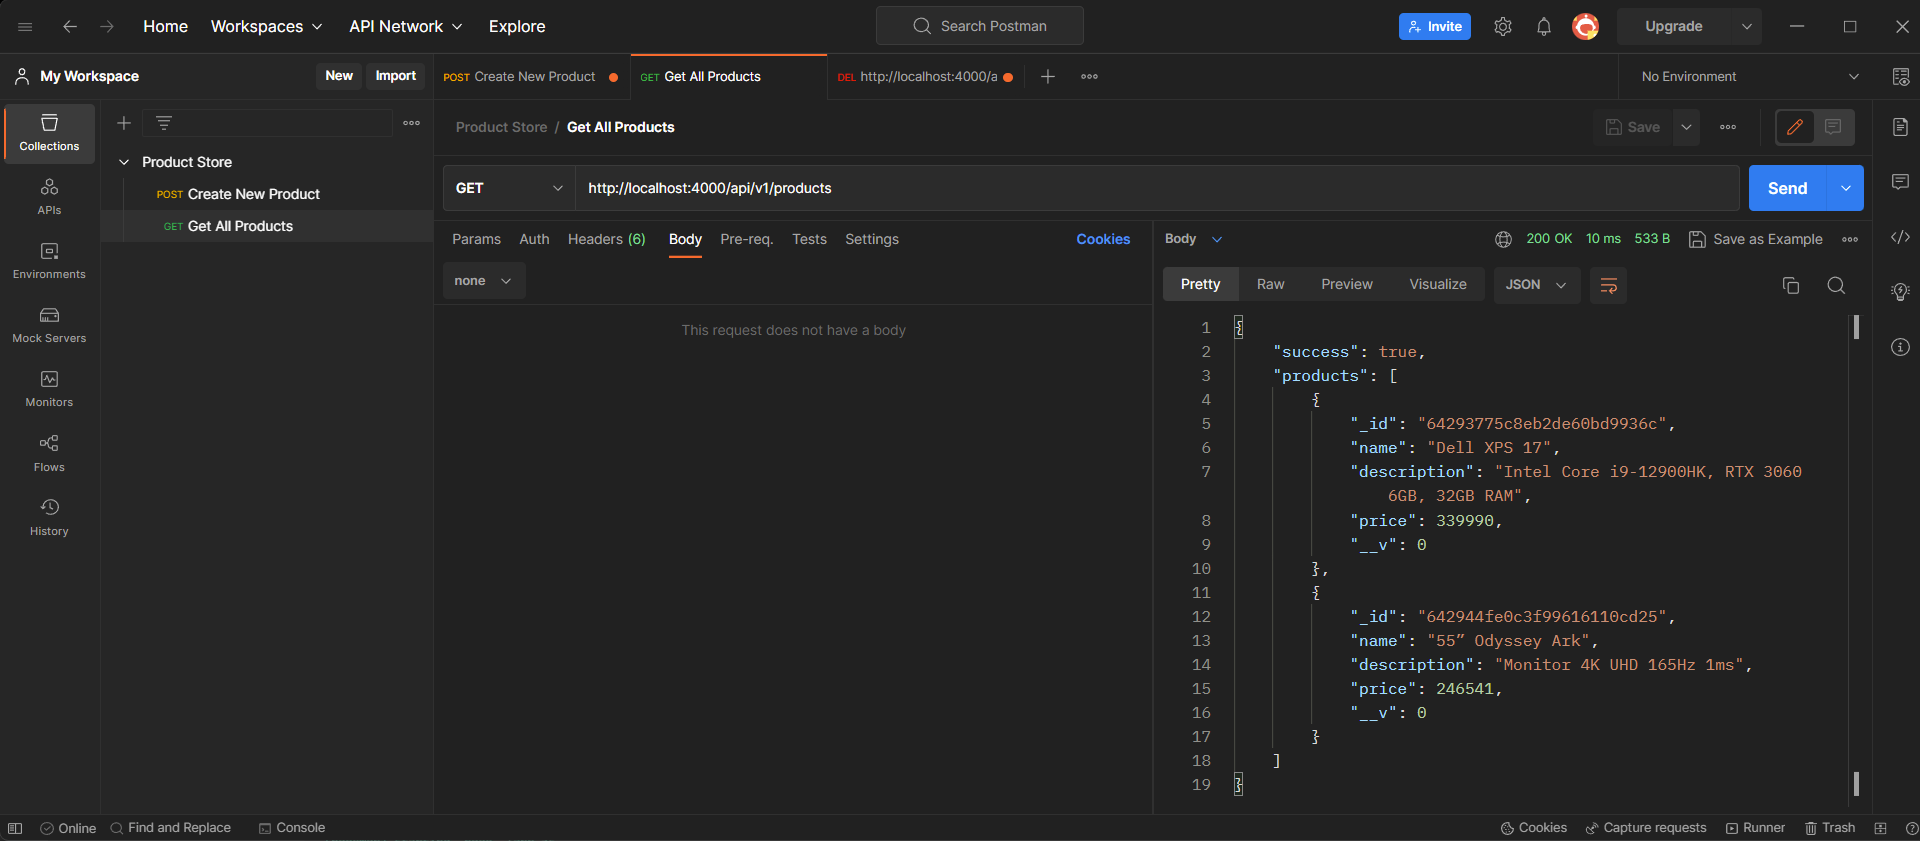 Home Workspaces API Network Explore Search Postman Invite Upgrade
My Workspace New Import POST Create New Product GET Get All Products DEL http://localhost:4000/a No Environment
Collections
APIs
Environments
Mock Servers
Monitors
Flows
History
Product Store
POST Create New Product
GET Get All Products
Product Store / Get All Products Save
GET http://localhost:4000/api/v1/products Send
Params Auth Headers (6) Body Pre-req. Tests Settings Cookies
none
This request does not have a body
Body 200 OK 10 ms 533 B Save as Example
Pretty Raw Preview Visualize JSON
1 {
2 "success": true,
3 "products": [
4 {
5 "_id": "64293775c8eb2de60bd9936c",
6 "name": "Dell XPS 17",
7 "description": "Intel Core i9-12900HK, RTX 3060
6GB, 32GB RAM",
8 "price": 339990,
9 "__v": 0
10 },
11 {
12 "_id": "642944fe0c3f99616110cd25",
13 "name": "55” Odyssey Ark",
14 "description": "Monitor 4K UHD 165Hz 1ms",
15 "price": 246541,
16 "__v": 0
17 }
18 ]
19 }
Online Find and Replace Console Cookies Capture requests Runner Trash